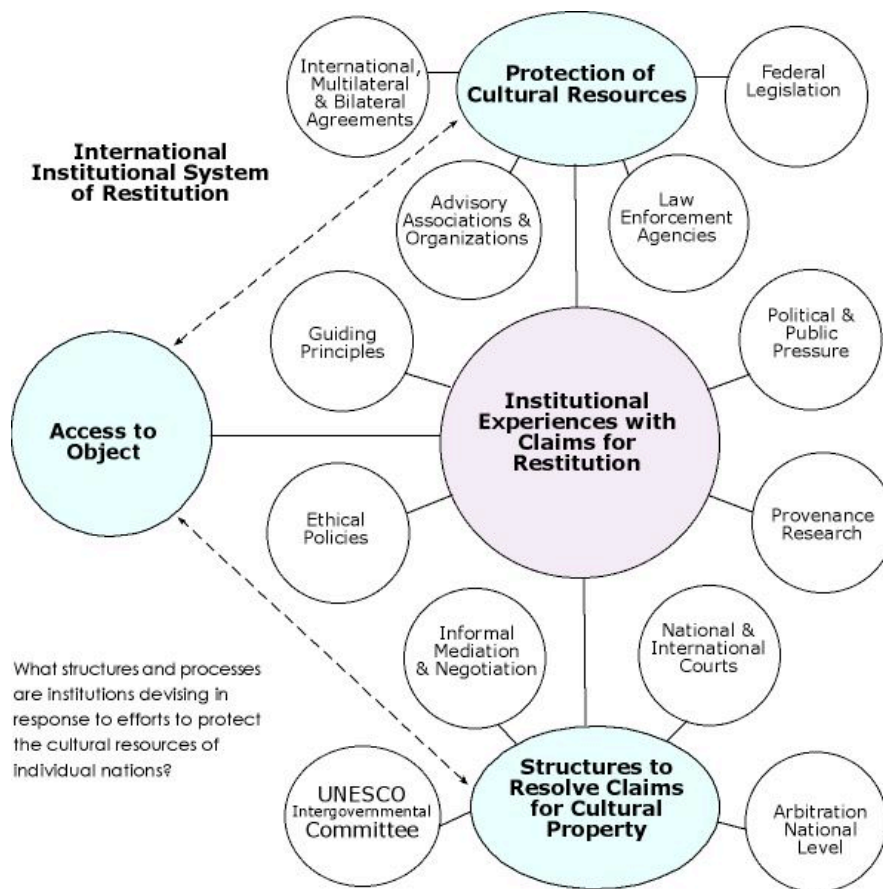 International,
Multilateral
& Bilateral
Agreements
Protection of
Cultural Resources
Federal
Legislation
International
Institutional System
of Restitution
Advisory
Associations &
Organizations
Law
Enforcement
Agencies
Guiding
Principles
Political &
Public
Pressure
Access to
Object
Institutional
Experiences with
Claims for
Restitution
Ethical
Policies
Provenance
Research
Informal
Mediation
& Negotiation
National &
International
Courts
What structures and processes
are institutions devising in
response to efforts to protect
the cultural resources of
individual nations?
UNESCO
Intergovernmental
Committee
Structures to
Resolve Claims
for Cultural
Property
Arbitration
National
Level